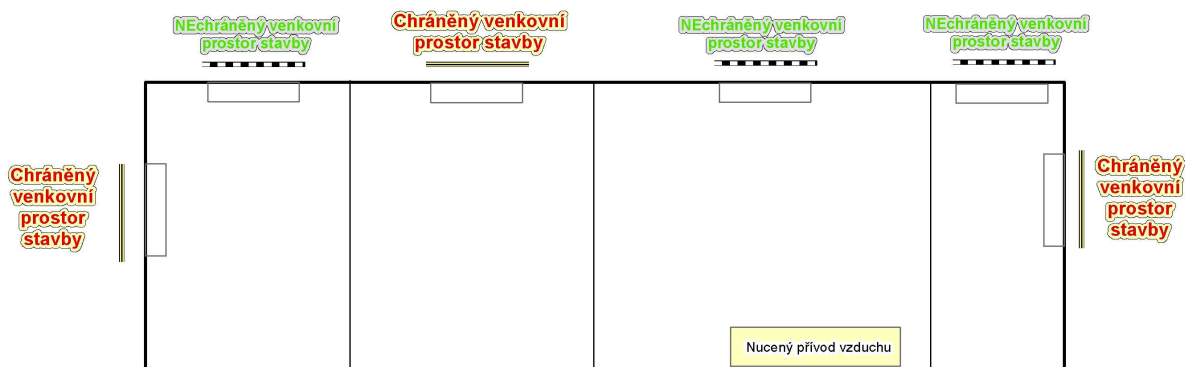 NEchráněný venkovní
prostor stavby
Chráněný venkovní
prostor stavby
NEchráněný venkovní
prostor stavby
NEchráněný venkovní
prostor stavby
Chráněný
venkovní
prostor
stavby
Chráněný
venkovní
prostor
stavby
Nucený přívod vzduchu